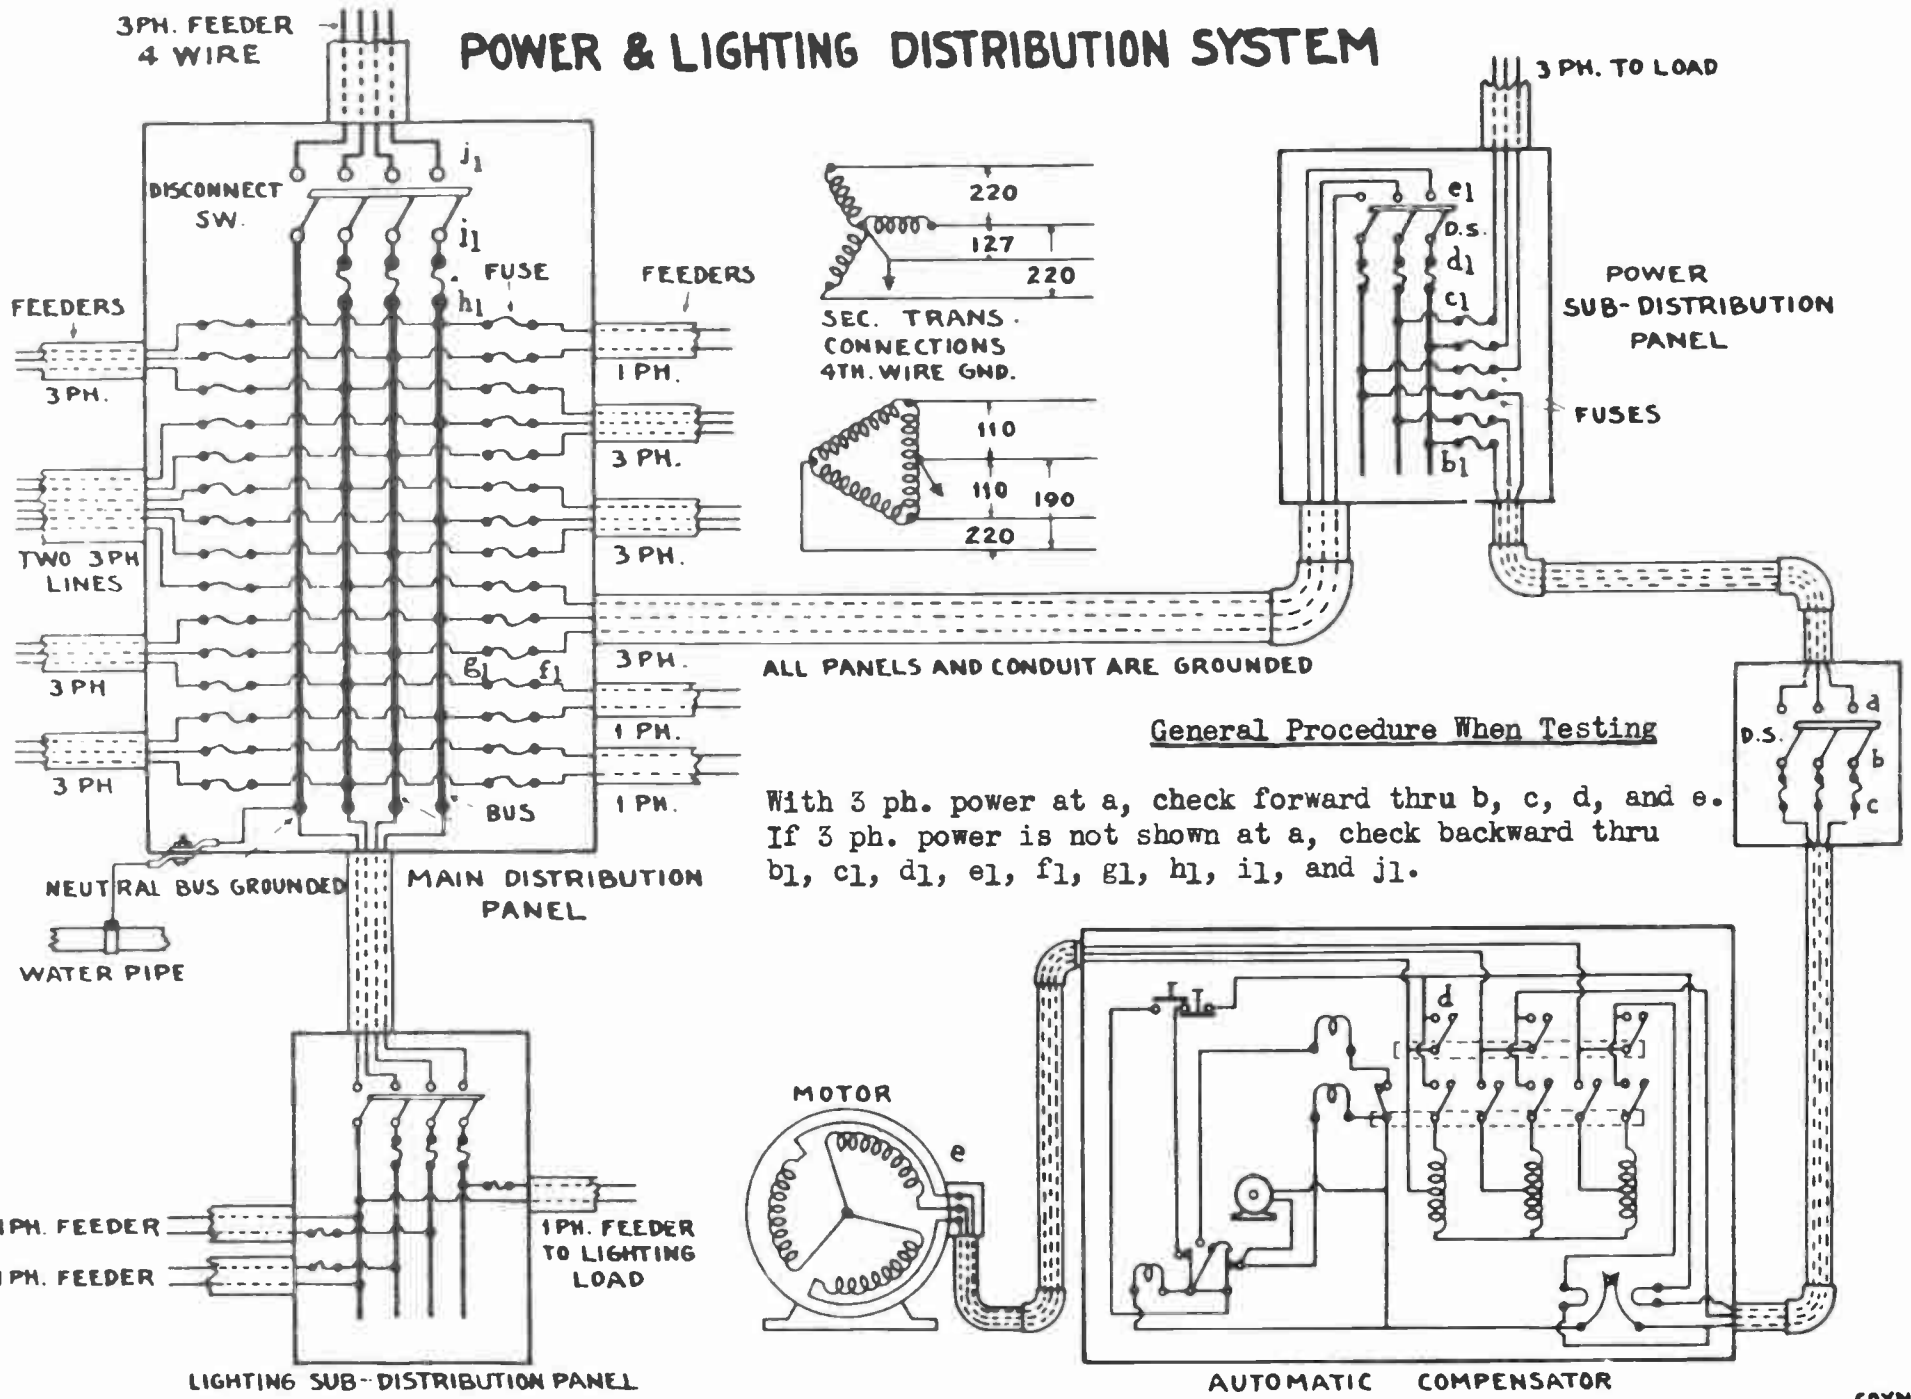 POWER & LIGHTING DISTRIBUTION SYSTEM
3PH. FEEDER
4 WIRE
3 PH. TO LOAD
DISCONNECT
SW.
j1
i1
h1
FUSE
FEEDERS
FEEDERS
3 PH.
TWO 3 PH
LINES
3 PH
3 PH
1 PH.
3 PH.
3 PH.
3 PH.
1 PH.
1 PH.
g1
f1
BUS
NEUTRAL BUS GROUNDED
MAIN DISTRIBUTION
PANEL
WATER PIPE
220
127
220
SEC. TRANS.
CONNECTIONS
4TH. WIRE GND.
110
110
190
220
e1
D.S.
d1
c1
b1
POWER
SUB-DISTRIBUTION
PANEL
FUSES
ALL PANELS AND CONDUIT ARE GROUNDED
General Procedure When Testing
With 3 ph. power at a, check forward thru b, c, d, and e.
If 3 ph. power is not shown at a, check backward thru
b1, c1, d1, e1, f1, g1, h1, i1, and j1.
a
D.S.
b
c
1PH. FEEDER
1PH. FEEDER
1PH. FEEDER
TO LIGHTING
LOAD
LIGHTING SUB-DISTRIBUTION PANEL
MOTOR
e
d
AUTOMATIC COMPENSATOR